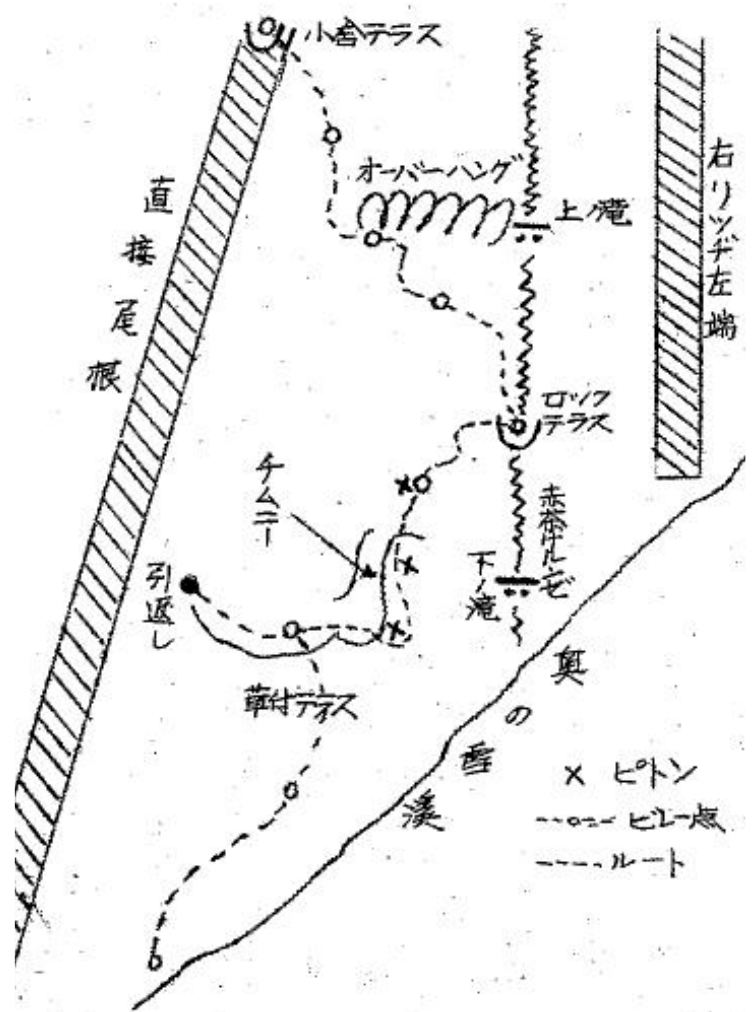 小舎テラス
オーバーハング
上ノ滝
直接尾根
右リッヂ左端
ロックテラス
チムニー
赤茶けルンゼ
下ノ滝
引返し
草付テラス
奥の雪渓
× ピトン
ビレー点
ルート